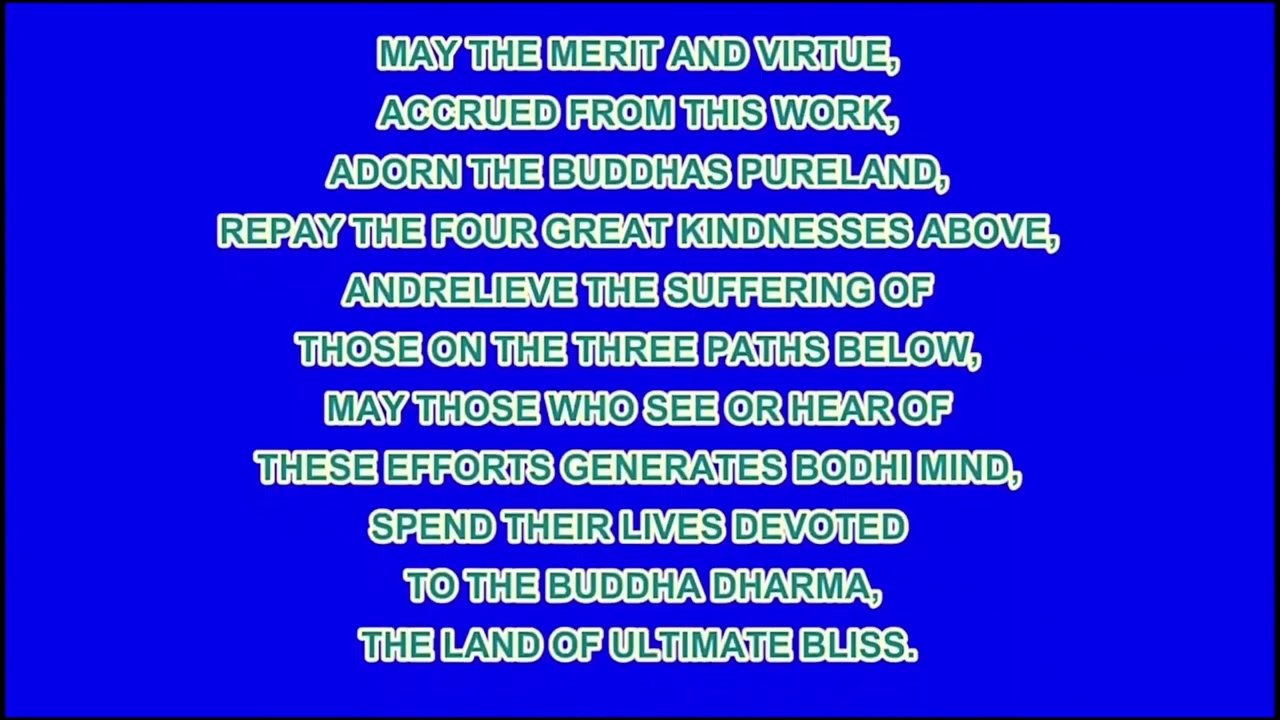 MAY THE MERIT AND VIRTUE,
ACCRUED FROM THIS WORK,
ADORN THE BUDDHAS PURELAND,
REPAY THE FOUR GREAT KINDNESSES ABOVE,
ANDRELIEVE THE SUFFERING OF
THOSE ON THE THREE PATHS BELOW,
MAY THOSE WHO SEE OR HEAR OF
THESE EFFORTS GENERATES BODHI MIND,
SPEND THEIR LIVES DEVOTED
TO THE BUDDHA DHARMA,
THE LAND OF ULTIMATE BLISS.